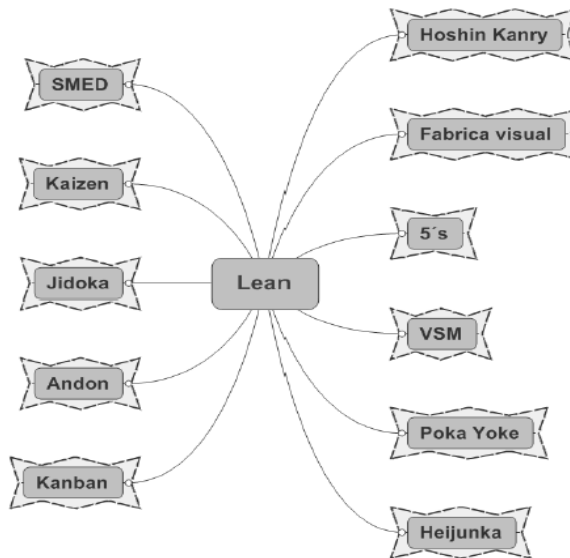 Hoshin Kanry
SMED
Fabrica visual
Kaizen
5´s
Jidoka
Lean
VSM
Andon
Poka Yoke
Kanban
Heijunka